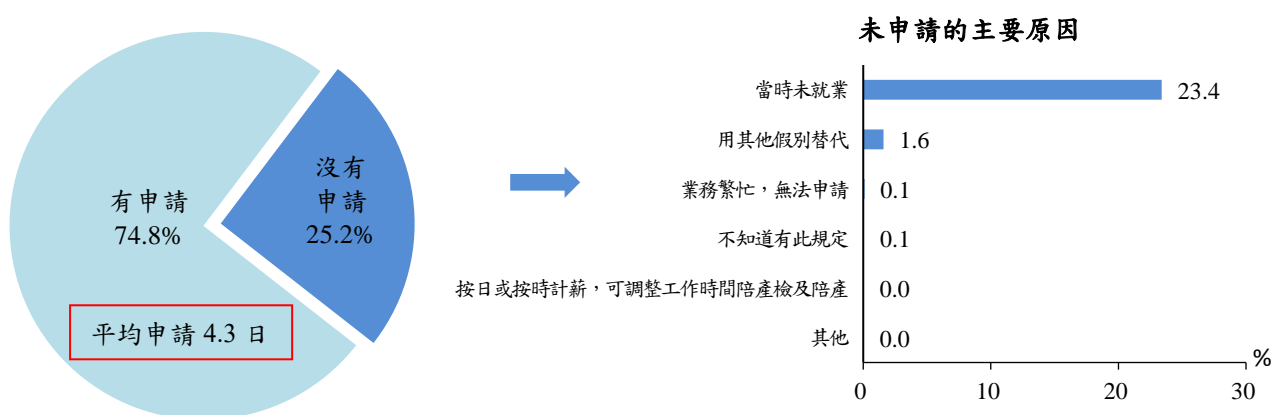 有申請
74.8%
沒有
申請
25.2%
平均申請 4.3 日
未申請的主要原因
當時未就業
23.4
用其他假別替代
1.6
業務繁忙，無法申請
0.1
不知道有此規定
0.1
按日或按時計薪，可調整工作時間陪產檢及陪產
0.0
其他
0.0
%
0
10
20
30